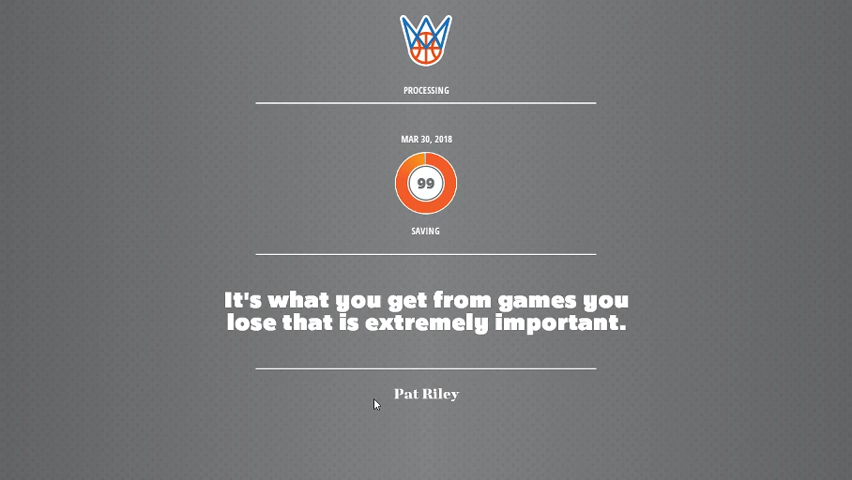 PROCESSING
MAR 30, 2018
99
SAVING
It's what you get from games you
lose that is extremely important.
Pat Riley